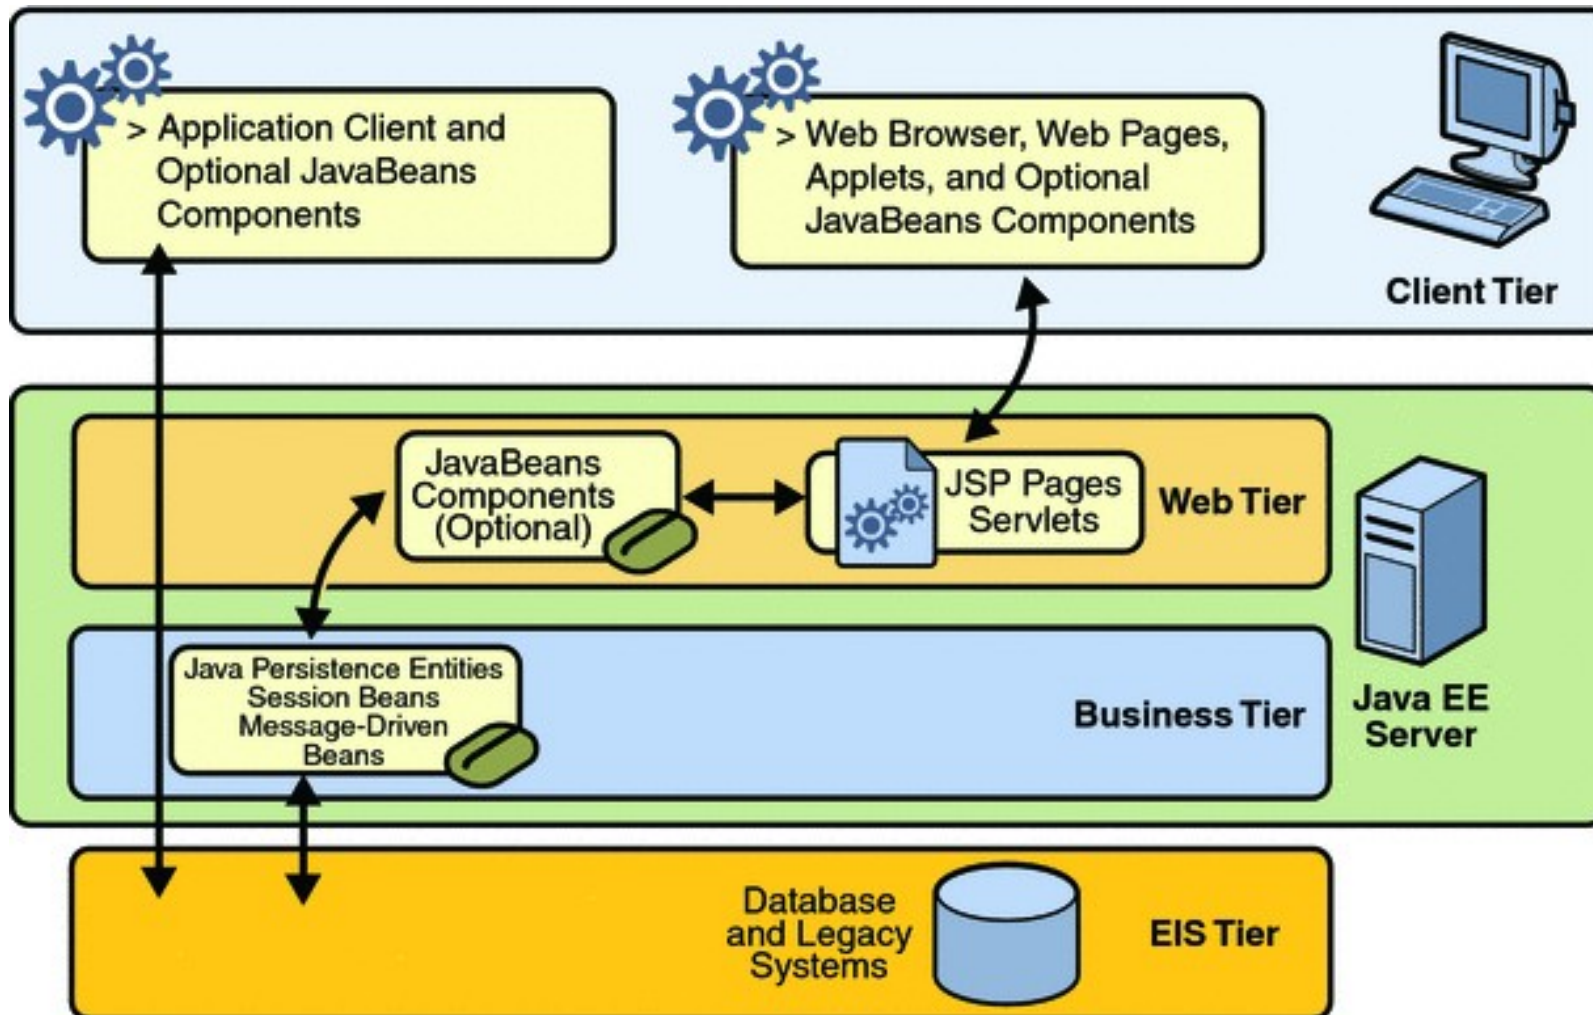 > Application Client and
Optional JavaBeans
Components
> Web Browser, Web Pages,
Applets, and Optional
JavaBeans Components
Client Tier
JavaBeans
Components
(Optional)
JSP Pages
Servlets
Web Tier
Java Persistence Entities
Session Beans
Message-Driven
Beans
Business Tier
Java EE
Server
Database
and Legacy
Systems
EIS Tier